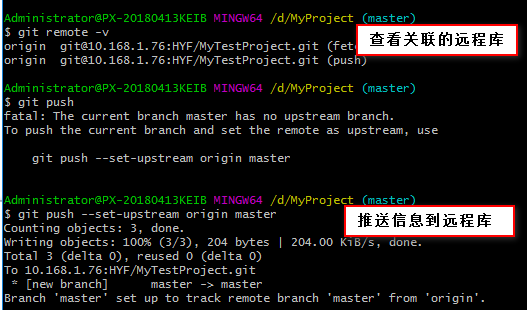 Administrator@PX-20180413KEIB MINGW64 /d/MyProject (master)
$ git remote -v
origin  git@10.168.1.76:HYF/MyTestProject.git (fet
查看关联的远程库
origin  git@10.168.1.76:HYF/MyTestProject.git (push)
Administrator@PX-20180413KEIB MINGW64 /d/MyProject (master)
$ git push
fatal: The current branch master has no upstream branch.
To push the current branch and set the remote as upstream, use
git push --set-upstream origin master
Administrator@PX-20180413KEIB MINGW64 /d/MyProject (master)
$ git push --set-upstream origin master
推送信息到远程库
Counting objects: 3, done.
Writing objects: 100% (3/3), 204 bytes | 204.00 KiB/s, done.
Total 3 (delta 0), reused 0 (delta 0)
To 10.168.1.76:HYF/MyTestProject.git
* [new branch]      master -> master
Branch 'master' set up to track remote branch 'master' from 'origin'.